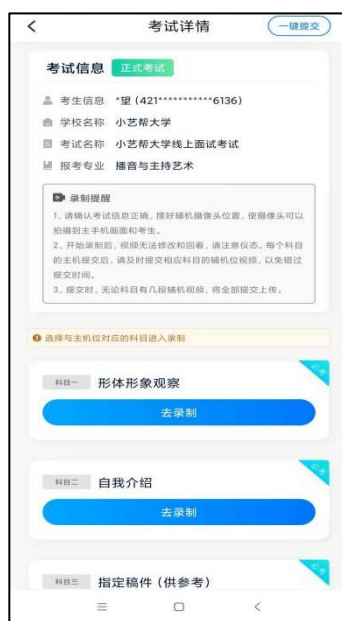 考试详情
一键提交
考试信息 正式考试
考生信息 *望 (421***********6136)
学校名称 小艺帮大学
考试名称 小艺帮大学线上面试考试
报考专业 播音与主持艺术
录制提醒
1、请确认考试信息正确，摆好辅机摄像头位置，使摄像头可以
拍摄到主手机画面和考生。
2、开始录制后，视频无法修改和回看，请注意仪态。每个科目
的主机提交后，请及时提交相应科目的辅机位视频，以免错过
提交时间。
3、提交时，无论科目有几段辅机视频，将全部提交上传。
选择与主机位对应的科目进入录制
科目一 形体形象观察
必考
去录制
科目二 自我介绍
必考
去录制
科目三 指定稿件 (供参考)
必考